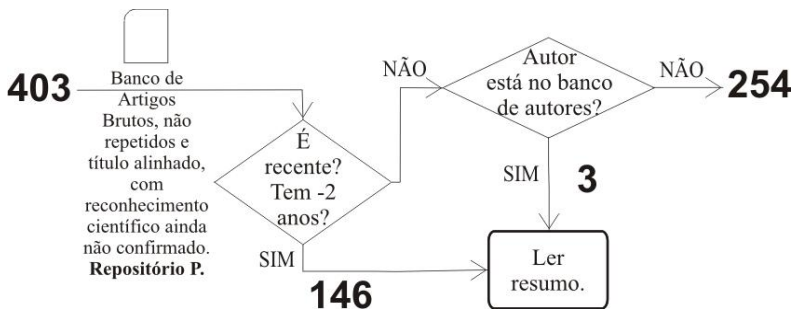 403
Banco de
Artigos
Brutos, não
repetidos e
título alinhado,
com
reconhecimento
científico ainda
não confirmado.
Repositório P.
É
recente?
Tem -2
anos?
NÃO
Autor
está no banco
de autores?
NÃO
254
SIM
3
SIM
146
Ler
resumo.